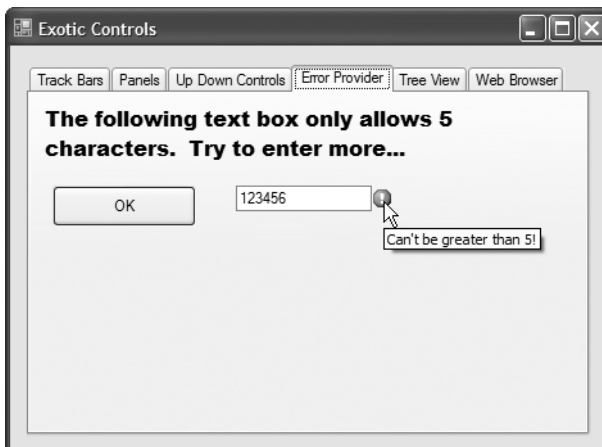 Exotic Controls
Track Bars Panels Up Down Controls Error Provider Tree View Web Browser
The following text box only allows 5
characters. Try to enter more...
OK 123456
Can't be greater than 5!